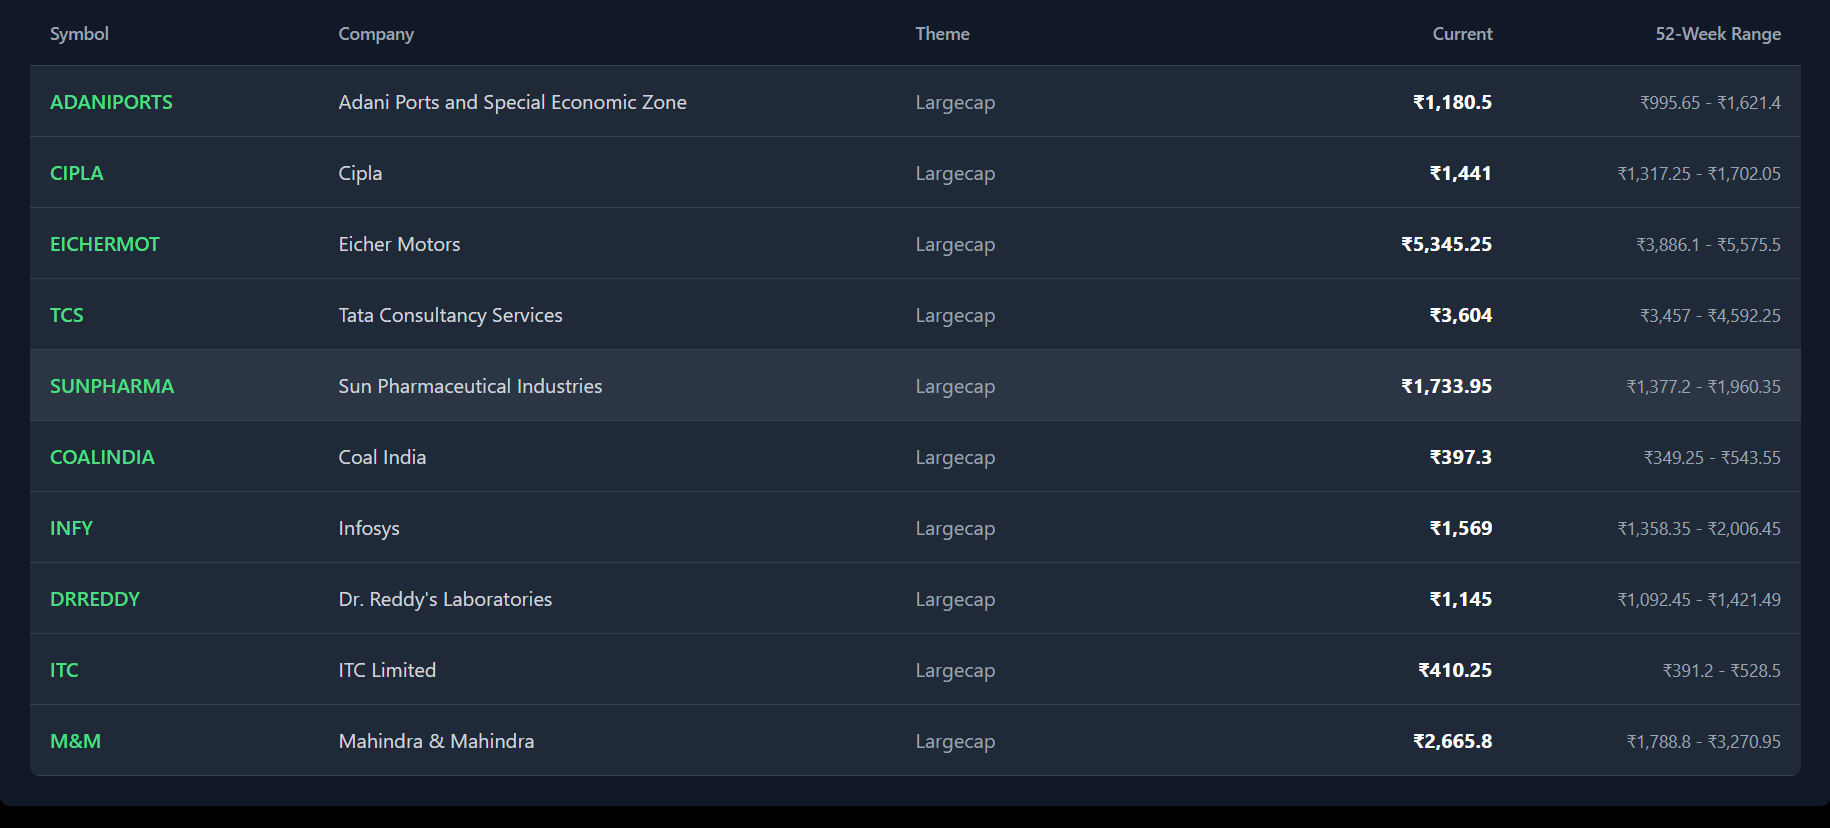 Symbol Company Theme Current 52-Week Range
ADANIPORTS Adani Ports and Special Economic Zone Largecap ₹1,180.5 ₹995.65 - ₹1,621.4
CIPLA Cipla Largecap ₹1,441 ₹1,317.25 - ₹1,702.05
EICHERMOT Eicher Motors Largecap ₹5,345.25 ₹3,886.1 - ₹5,575.5
TCS Tata Consultancy Services Largecap ₹3,604 ₹3,457 - ₹4,592.25
SUNPHARMA Sun Pharmaceutical Industries Largecap ₹1,733.95 ₹1,377.2 - ₹1,960.35
COALINDIA Coal India Largecap ₹397.3 ₹349.25 - ₹543.55
INFY Infosys Largecap ₹1,569 ₹1,358.35 - ₹2,006.45
DRREDDY Dr. Reddy's Laboratories Largecap ₹1,145 ₹1,092.45 - ₹1,421.49
ITC ITC Limited Largecap ₹410.25 ₹391.2 - ₹528.5
M&M Mahindra & Mahindra Largecap ₹2,665.8 ₹1,788.8 - ₹3,270.95